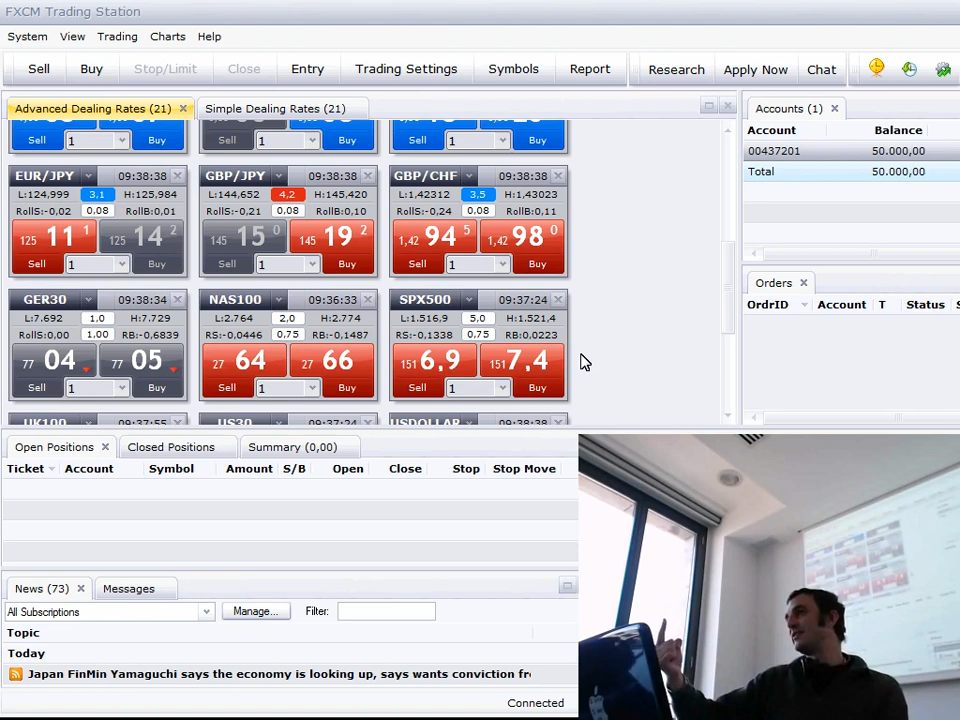 FXCM Trading Station
System View Trading Charts Help
Sell Buy Stop/Limit Close Entry Trading Settings Symbols Report Research Apply Now Chat
Advanced Dealing Rates (21) Simple Dealing Rates (21)
Accounts (1)
Account Balance
00437201 50.000,00
Total 50.000,00
Sell 1 Buy Sell 1 Buy Sell 1 Buy
EUR/JPY 09:38:38 GBP/JPY 09:38:38 GBP/CHF 09:38:38
L:124,999 3,1 H:125,984 L:144,652 4,2 H:145,420 L:1,42312 3,5 H:1,43023
RollS:-0,02 0,08 RollB:0,01 RollS:-0,21 0,08 RollB:0,10 RollS:-0,24 0,08 RollB:0,11
125 11 1 125 14 2 145 15 0 145 19 2 1,42 94 5 1,42 98 0
Sell 1 Buy Sell 1 Buy Sell 1 Buy
Orders
OrdrID Account T Status
GER30 09:38:34 NAS100 09:36:33 SPX500 09:37:24
L:7.692 1,0 H:7.729 L:2.764 2,0 H:2.774 L:1.516,9 5,0 H:1.521,4
RollS:0,00 1,00 RB:-0,6839 RS:-0,0446 0,75 RB:-0,1487 RS:-0,1338 0,75 RB:0,0223
77 04 77 05 27 64 27 66 151 6,9 151 7,4
Sell 1 Buy Sell 1 Buy Sell 1 Buy
UK100 09:37:55 US30 09:37:24 USDOLLAR 09:38:38
Open Positions Closed Positions Summary (0,00)
Ticket Account Symbol Amount S/B Open Close Stop Stop Move
News (73) Messages
All Subscriptions Manage... Filter:
Topic
Today
Japan FinMin Yamaguchi says the economy is looking up, says wants conviction fr
Connected